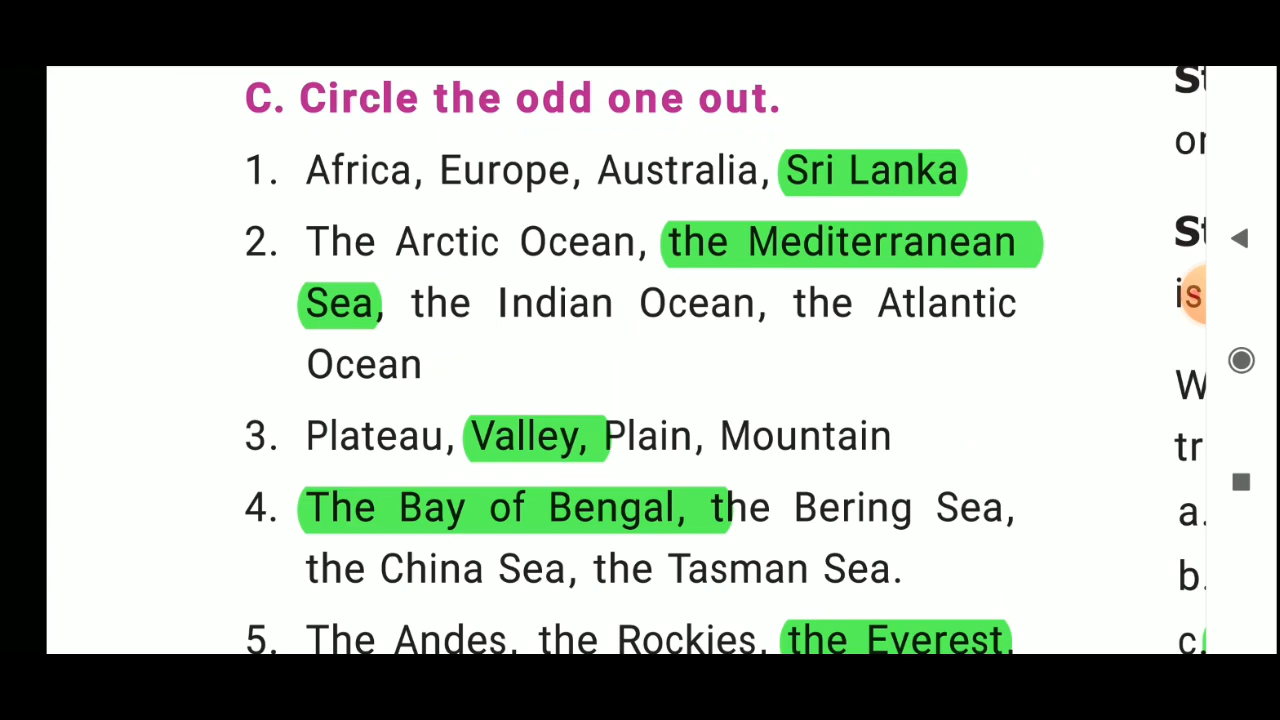 C. Circle the odd one out.
1. Africa, Europe, Australia, Sri Lanka
2. The Arctic Ocean, the Mediterranean
Sea, the Indian Ocean, the Atlantic
Ocean
3. Plateau, Valley, Plain, Mountain
4. The Bay of Bengal, the Bering Sea,
the China Sea, the Tasman Sea.
5. The Andes, the Rockies, the Everest,
is
W
tr
a.
b.
c.